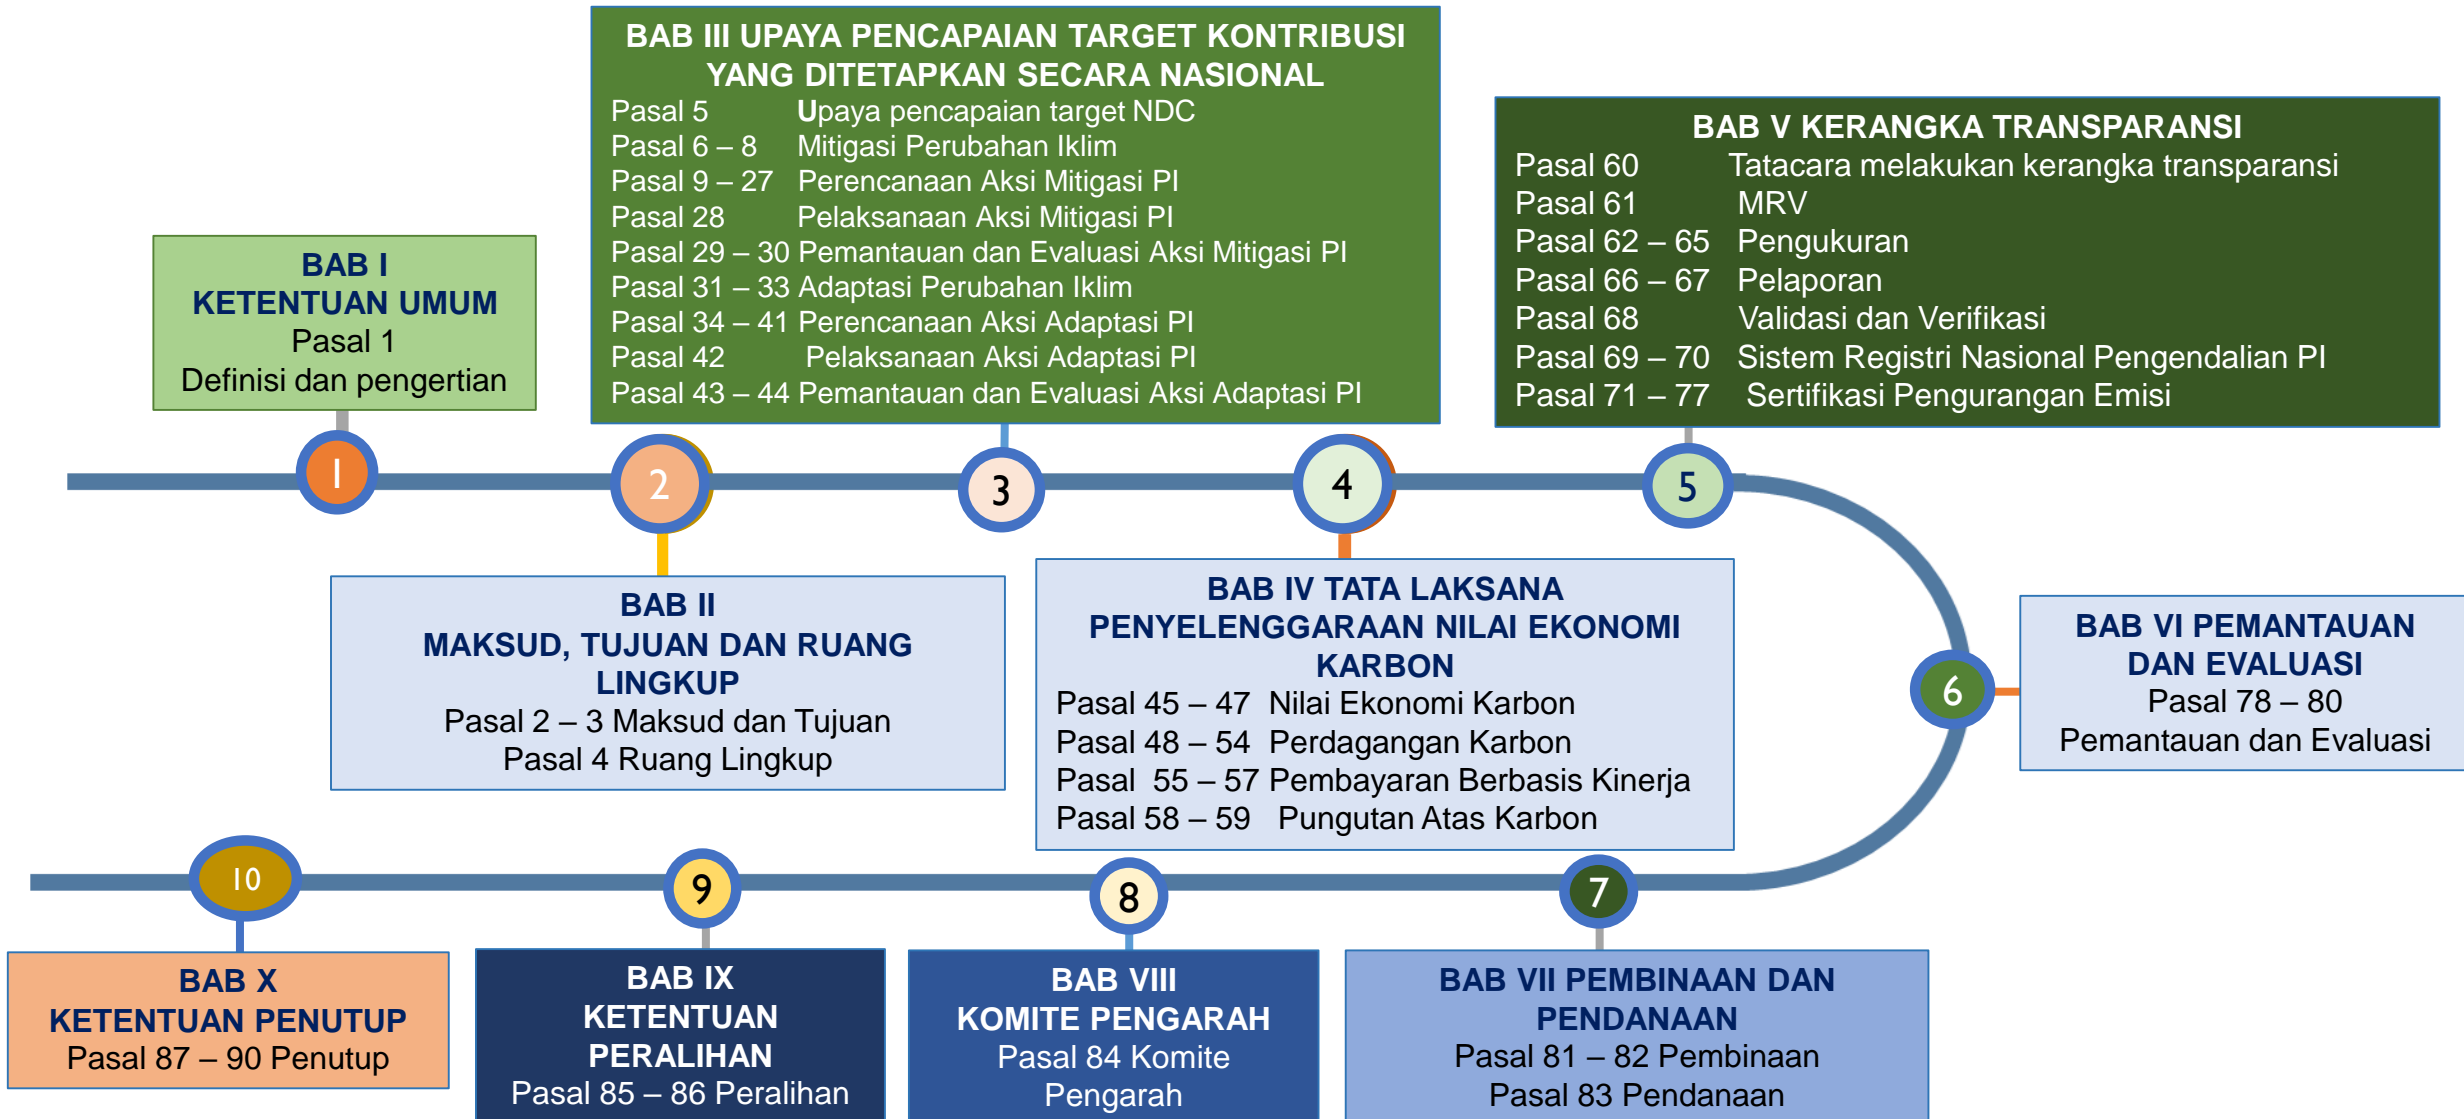 BAB I
KETENTUAN UMUM
Pasal 1
Definisi dan pengertian
1
BAB II
MAKSUD, TUJUAN DAN RUANG
LINGKUP
Pasal 2 – 3 Maksud dan Tujuan
Pasal 4 Ruang Lingkup
2
BAB III UPAYA PENCAPAIAN TARGET KONTRIBUSI
YANG DITETAPKAN SECARA NASIONAL
Pasal 5 Upaya pencapaian target NDC
Pasal 6 – 8 Mitigasi Perubahan Iklim
Pasal 9 – 27 Perencanaan Aksi Mitigasi PI
Pasal 28 Pelaksanaan Aksi Mitigasi PI
Pasal 29 – 30 Pemantauan dan Evaluasi Aksi Mitigasi PI
Pasal 31 – 33 Adaptasi Perubahan Iklim
Pasal 34 – 41 Perencanaan Aksi Adaptasi PI
Pasal 42 Pelaksanaan Aksi Adaptasi PI
Pasal 43 – 44 Pemantauan dan Evaluasi Aksi Adaptasi PI
3
BAB IV TATA LAKSANA
PENYELENGGARAAN NILAI EKONOMI
KARBON
Pasal 45 – 47 Nilai Ekonomi Karbon
Pasal 48 – 54 Perdagangan Karbon
Pasal 55 – 57 Pembayaran Berbasis Kinerja
Pasal 58 – 59 Pungutan Atas Karbon
4
BAB V KERANGKA TRANSPARANSI
Pasal 60 Tatacara melakukan kerangka transparansi
Pasal 61 MRV
Pasal 62 – 65 Pengukuran
Pasal 66 – 67 Pelaporan
Pasal 68 Validasi dan Verifikasi
Pasal 69 – 70 Sistem Registri Nasional Pengendalian PI
Pasal 71 – 77 Sertifikasi Pengurangan Emisi
5
BAB VI PEMANTAUAN
DAN EVALUASI
Pasal 78 – 80
Pemantauan dan Evaluasi
6
7
BAB VII PEMBINAAN DAN
PENDANAAN
Pasal 81 – 82 Pembinaan
Pasal 83 Pendanaan
8
BAB VIII
KOMITE PENGARAH
Pasal 84 Komite
Pengarah
9
BAB IX
KETENTUAN
PERALIHAN
Pasal 85 – 86 Peralihan
10
BAB X
KETENTUAN PENUTUP
Pasal 87 – 90 Penutup